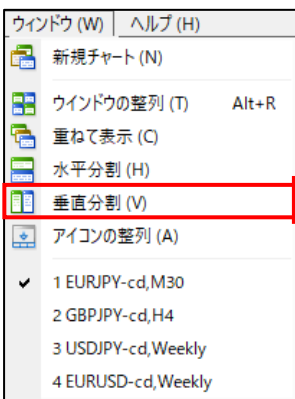 ウィンドウ (W) ヘルプ (H)
新規チャート (N)
ウインドウの整列 (T) Alt+R
重ねて表示 (C)
水平分割 (H)
垂直分割 (V)
アイコンの整列 (A)
1 EURJPY-cd,M30
2 GBPJPY-cd,H4
3 USDJPY-cd,Weekly
4 EURUSD-cd,Weekly